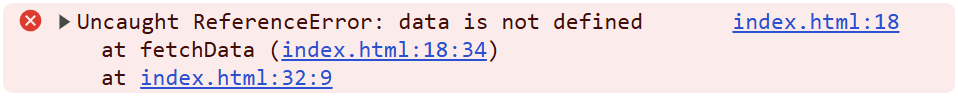 Uncaught ReferenceError: data is not defined index.html:18
at fetchData (index.html:18:34)
at index.html:32:9